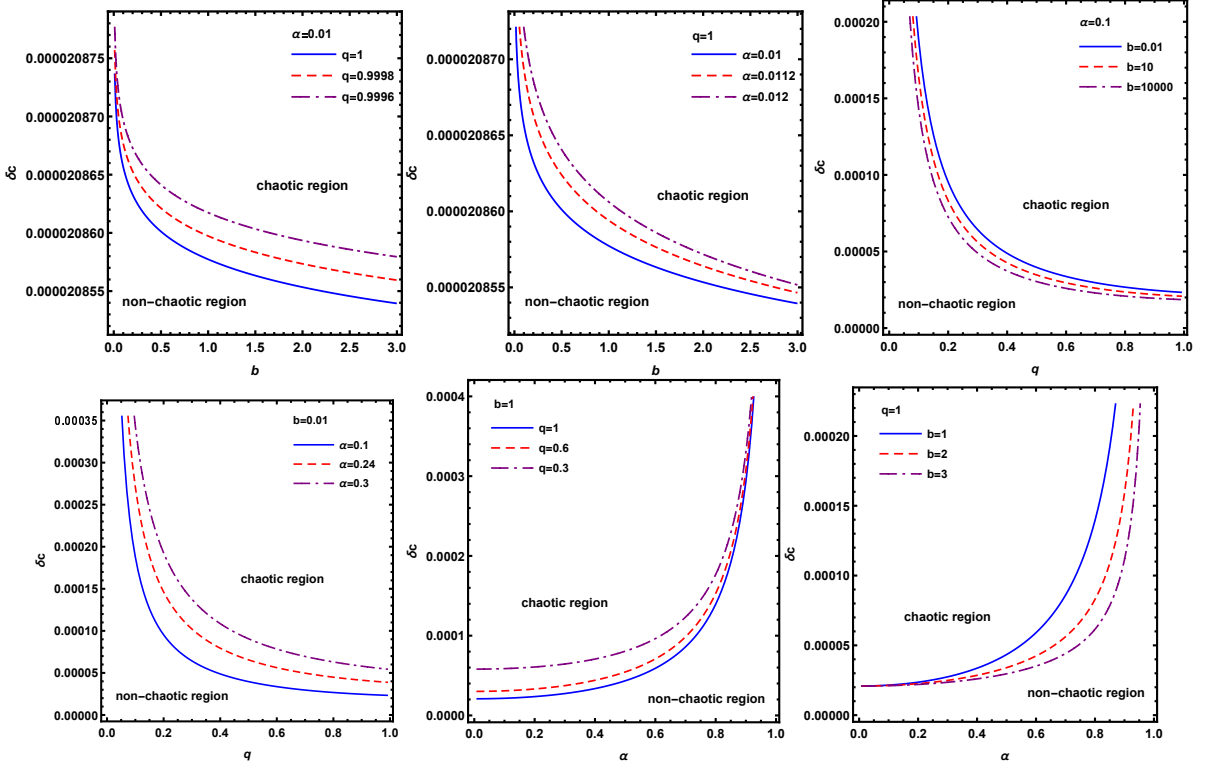 α=0.01
q=1
q=0.9998
q=0.9996
chaotic region
non-chaotic region
0.000020875
0.000020870
0.000020865
0.000020860
0.000020855
δc
0.0 0.5 1.0 1.5 2.0 2.5 3.0
b
q=1
α=0.01
α=0.0112
α=0.012
chaotic region
non-chaotic region
0.000020870
0.000020865
0.000020860
0.000020855
δc
0.0 0.5 1.0 1.5 2.0 2.5 3.0
b
α=0.1
b=0.01
b=10
b=10000
chaotic region
non-chaotic region
0.00020
0.00015
0.00010
0.00005
0.00000
δc
0.0 0.2 0.4 0.6 0.8 1.0
q
b=0.01
α=0.1
α=0.24
α=0.3
chaotic region
non-chaotic region
0.00035
0.00030
0.00025
0.00020
0.00015
0.00010
0.00005
0.00000
δc
0.0 0.2 0.4 0.6 0.8 1.0
q
b=1
q=1
q=0.6
q=0.3
chaotic region
non-chaotic region
0.0004
0.0003
0.0002
0.0001
0.0000
δc
0.0 0.2 0.4 0.6 0.8 1.0
α
q=1
b=1
b=2
b=3
chaotic region
non-chaotic region
0.00020
0.00015
0.00010
0.00005
0.00000
δc
0.0 0.2 0.4 0.6 0.8 1.0
α